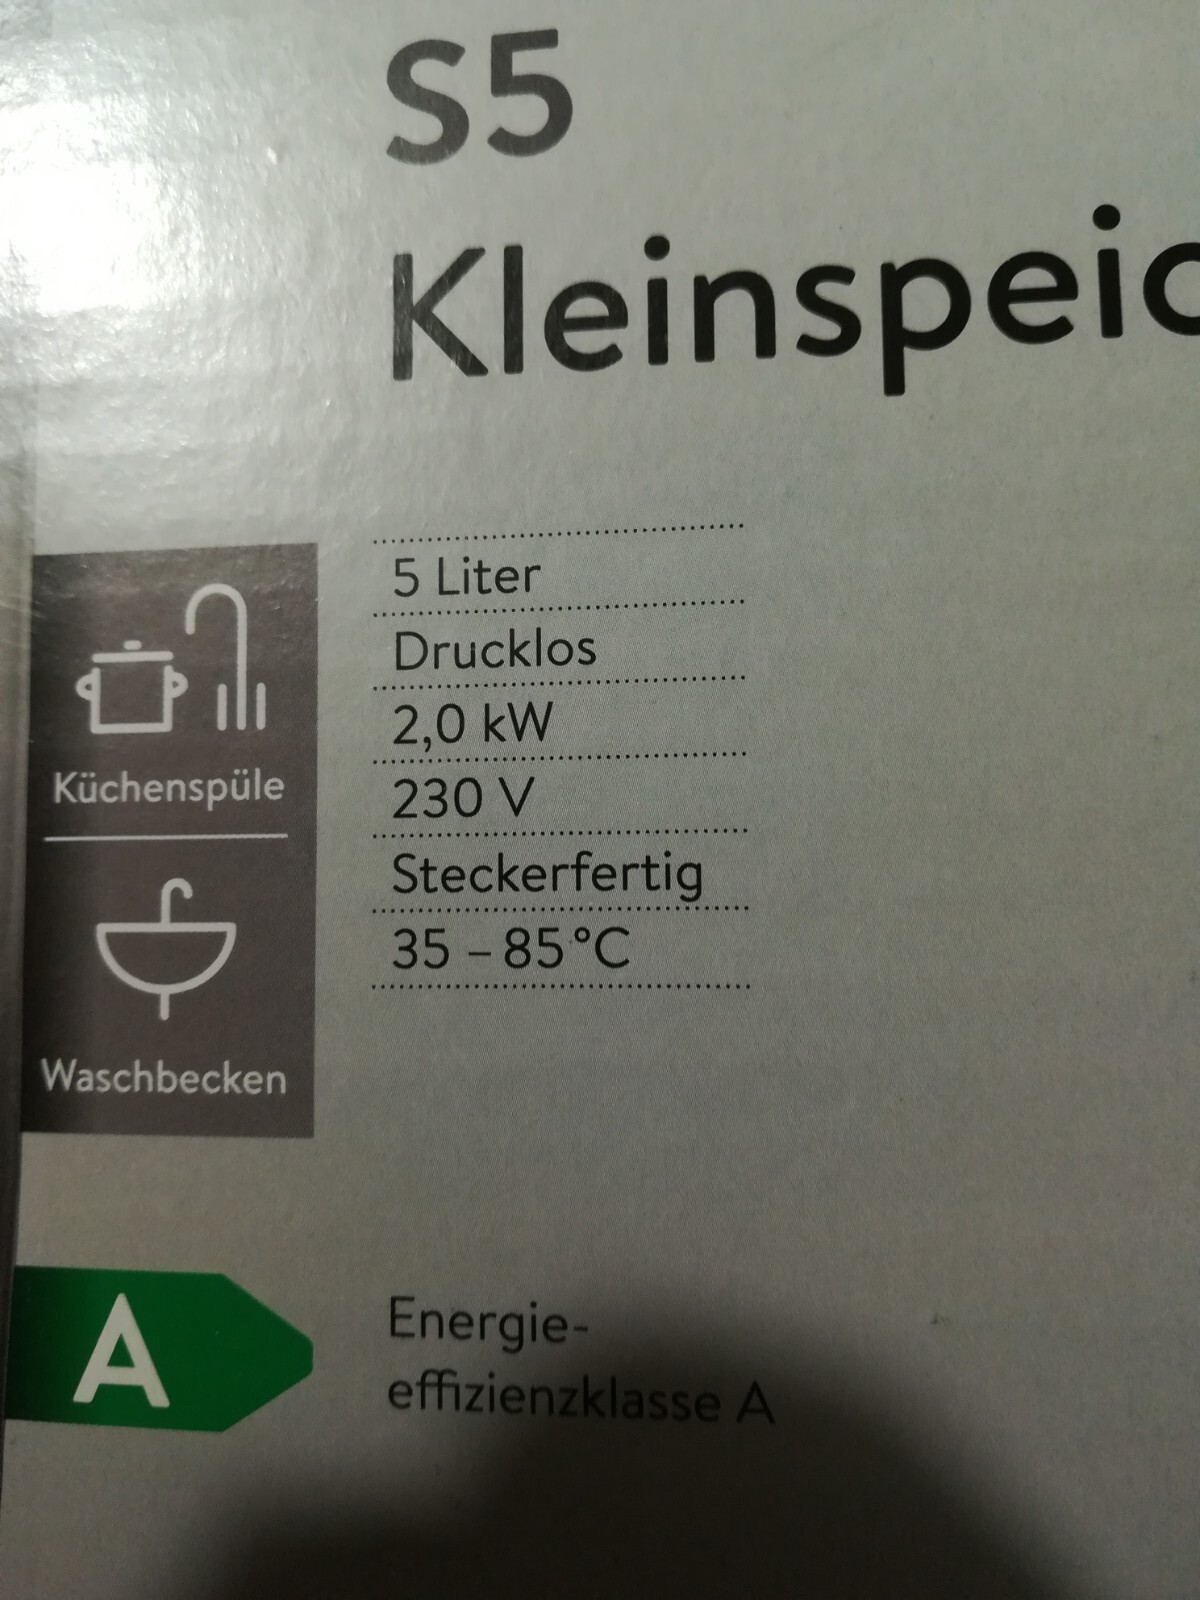 S5
Kleinspeic
5 Liter
Drucklos
2,0 kW
230 V
Steckerfertig
35 – 85 °C
Küchenspüle
Waschbecken
A
Energie-
effizienzklasse A